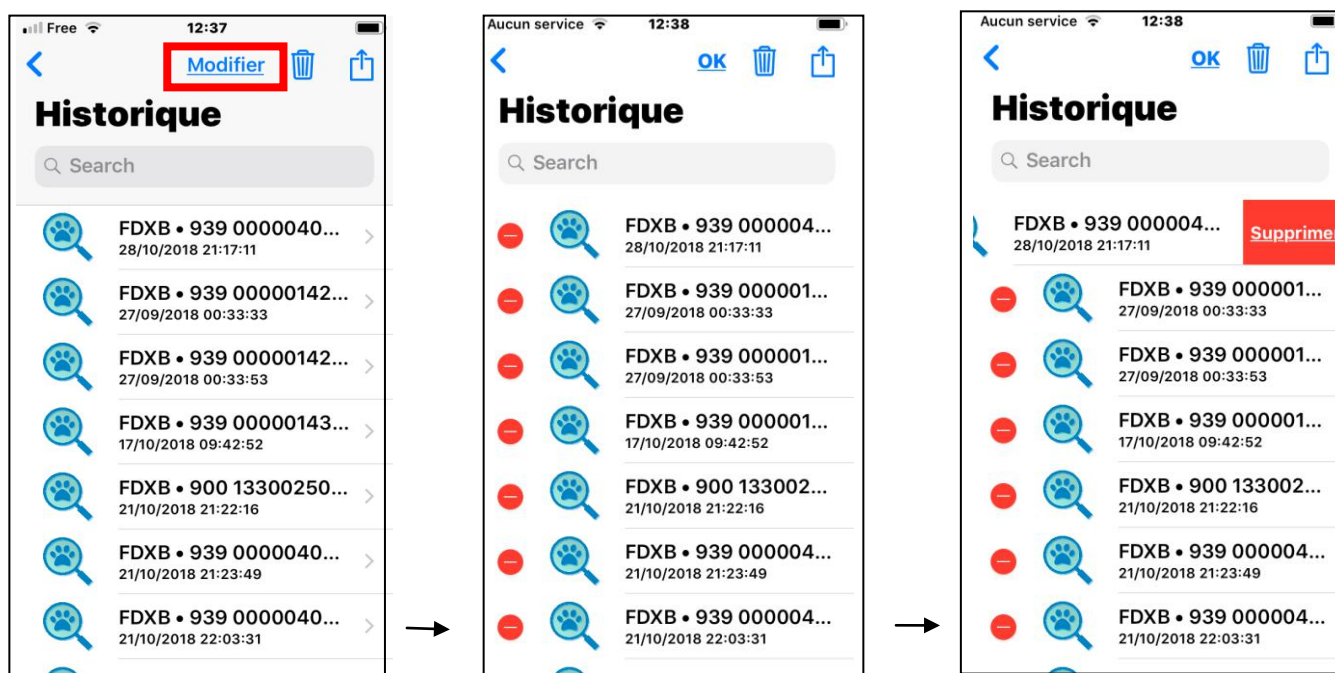 Free 12:37
Modifier
Historique
Search
FDXB • 939 0000040...
28/10/2018 21:17:11
FDXB • 939 00000142...
27/09/2018 00:33:33
FDXB • 939 00000142...
27/09/2018 00:33:53
FDXB • 939 00000143...
17/10/2018 09:42:52
FDXB • 900 13300250...
21/10/2018 21:22:16
FDXB • 939 0000040...
21/10/2018 21:23:49
FDXB • 939 0000040...
21/10/2018 22:03:31
Aucun service 12:38
OK
Historique
Search
FDXB • 939 000004...
28/10/2018 21:17:11
FDXB • 939 000001...
27/09/2018 00:33:33
FDXB • 939 000001...
27/09/2018 00:33:53
FDXB • 939 000001...
17/10/2018 09:42:52
FDXB • 900 133002...
21/10/2018 21:22:16
FDXB • 939 000004...
21/10/2018 21:23:49
FDXB • 939 000004...
21/10/2018 22:03:31
Aucun service 12:38
OK
Historique
Search
FDXB • 939 000004...
28/10/2018 21:17:11
Supprimer
FDXB • 939 000001...
27/09/2018 00:33:33
FDXB • 939 000001...
27/09/2018 00:33:53
FDXB • 939 000001...
17/10/2018 09:42:52
FDXB • 900 133002...
21/10/2018 21:22:16
FDXB • 939 000004...
21/10/2018 21:23:49
FDXB • 939 000004...
21/10/2018 22:03:31